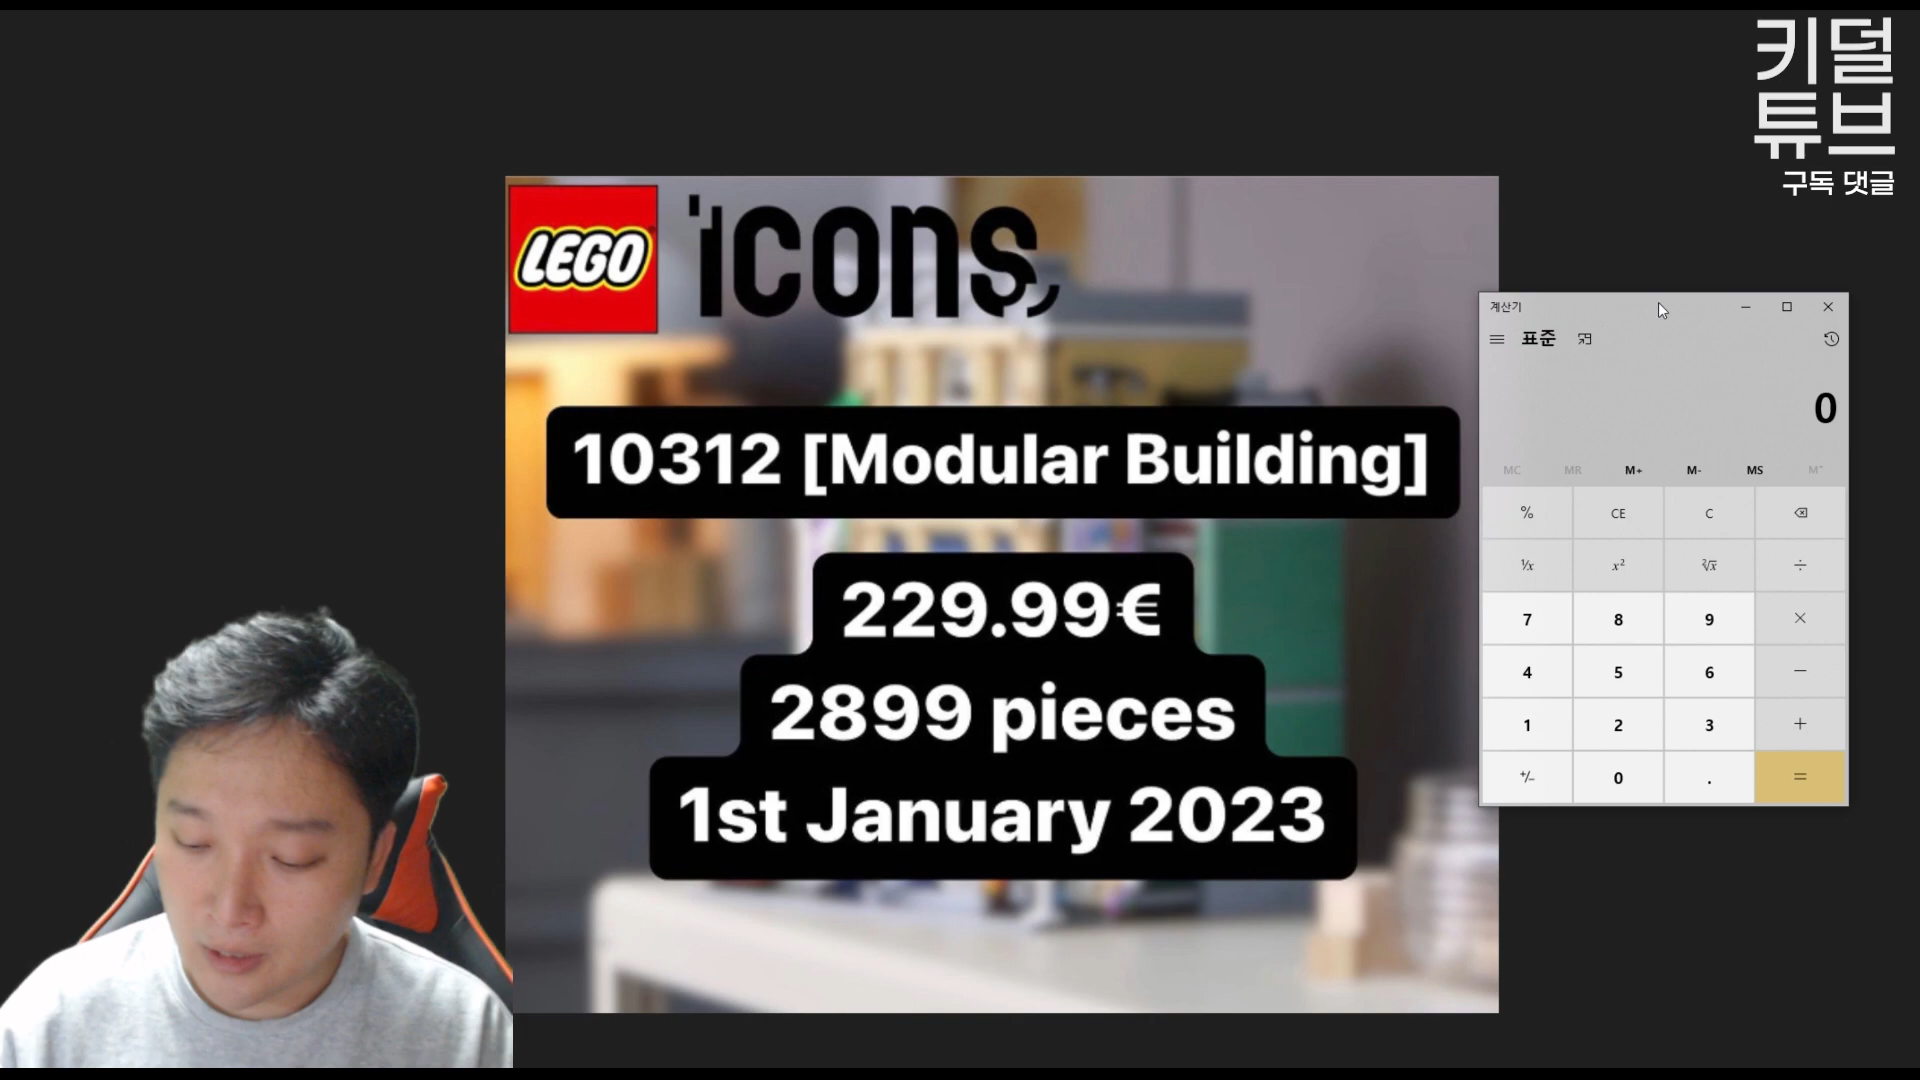 키덜
튜브
구독 댓글
LEGO
icons
10312 [Modular Building]
229.99€
2899 pieces
1st January 2023
계산기
표준
0
MC MR M+ M- MS M˅
% CE C
¹/x x² ²√x ÷
7 8 9 ×
4 5 6 −
1 2 3 +
+/− 0 . =